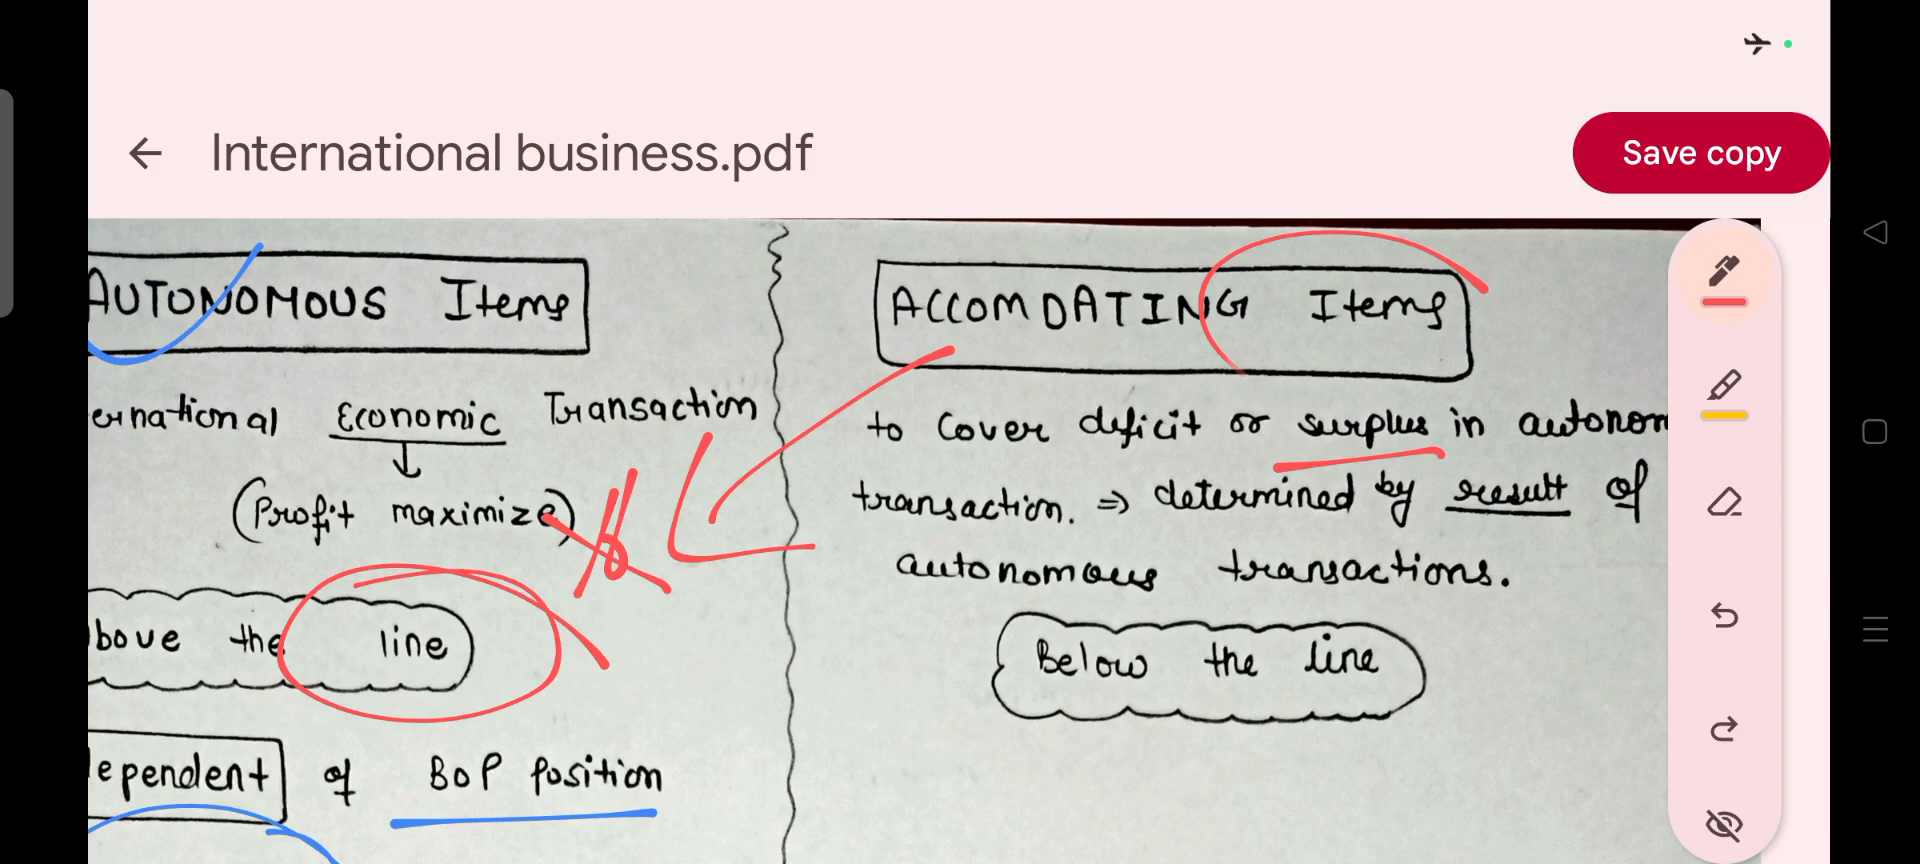 International business.pdf
Save copy
AUTONOMOUS Items
ernational Economic Transaction
(Profit maximize)
bove the line
ependent of BOP position
ACCOMDATING Items
to cover deficit or surplus in autonom
transaction. ⇒ determined by result of
autonomous transactions.
Below the line